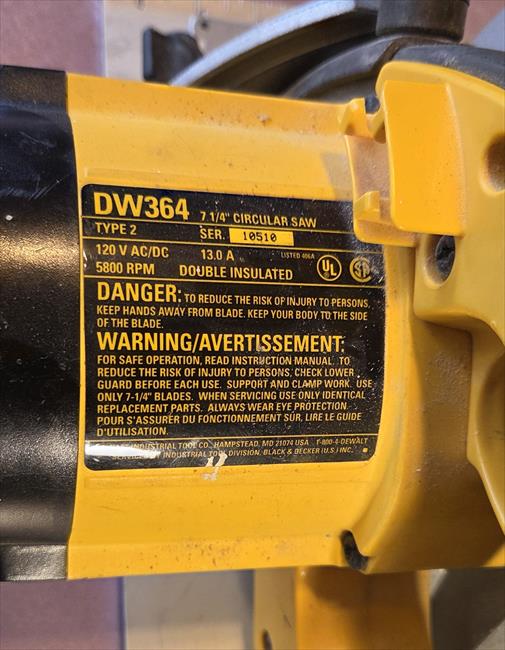 DW364 7 1/4" CIRCULAR SAW
TYPE 2 SER. 10510
120 V AC/DC 13.0 A LISTED 406A
5800 RPM DOUBLE INSULATED
UL
DANGER: TO REDUCE THE RISK OF INJURY TO PERSONS,
KEEP HANDS AWAY FROM BLADE. KEEP YOUR BODY TO THE SIDE
OF THE BLADE.
WARNING/AVERTISSEMENT:
FOR SAFE OPERATION, READ INSTRUCTION MANUAL. TO
REDUCE THE RISK OF INJURY TO PERSONS, CHECK LOWER
GUARD BEFORE EACH USE. SUPPORT AND CLAMP WORK. USE
ONLY 7-1/4" BLADES. WHEN SERVICING USE ONLY IDENTICAL
REPLACEMENT PARTS. ALWAYS WEAR EYE PROTECTION.
POUR S'ASSURER DU FONCTIONNEMENT SÛR, LIRE LE GUIDE
D'UTILISATION.
INDUSTRIAL TOOL CO., HAMPSTEAD, MD 21074 USA 1-800-4-DEWALT
INDUSTRIAL TOOL DIVISION, BLACK & DECKER (U.S.) INC.